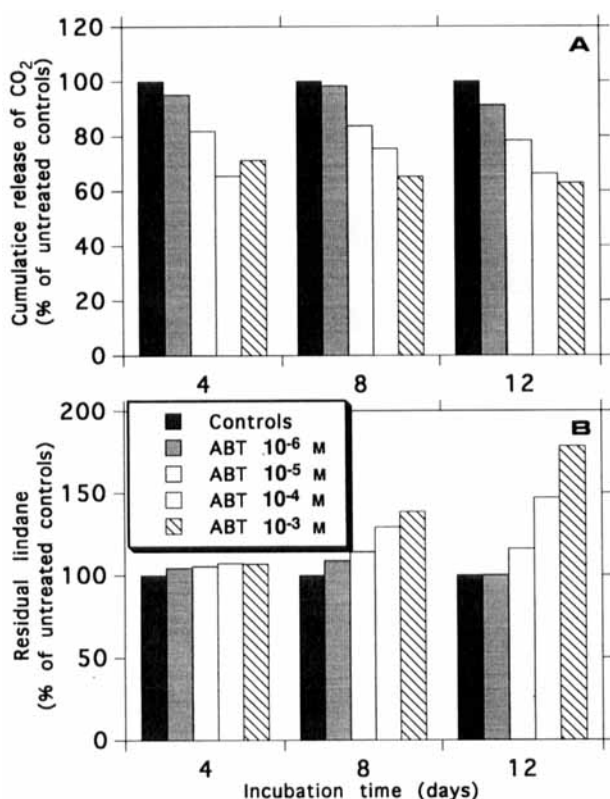 A
Cumulatice release of CO₂
(% of untreated controls)
120
100
80
60
40
20
0
4
8
12
B
Residual lindane
(% of untreated controls)
200
150
100
50
0
Controls
ABT 10⁻⁶ M
ABT 10⁻⁵ M
ABT 10⁻⁴ M
ABT 10⁻³ M
4
8
12
Incubation time (days)